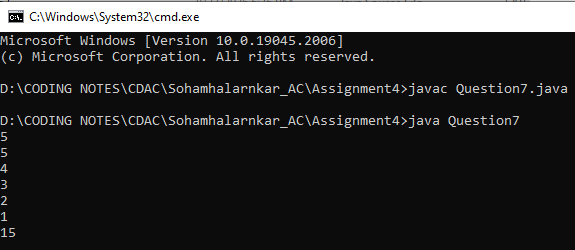 C:\Windows\System32\cmd.exe
Microsoft Windows [Version 10.0.19045.2006]
(c) Microsoft Corporation. All rights reserved.
D:\CODING NOTES\CDAC\Sohamhalarnkar_AC\Assignment4>javac Question7.java
D:\CODING NOTES\CDAC\Sohamhalarnkar_AC\Assignment4>java Question7
5
5
4
3
2
1
15